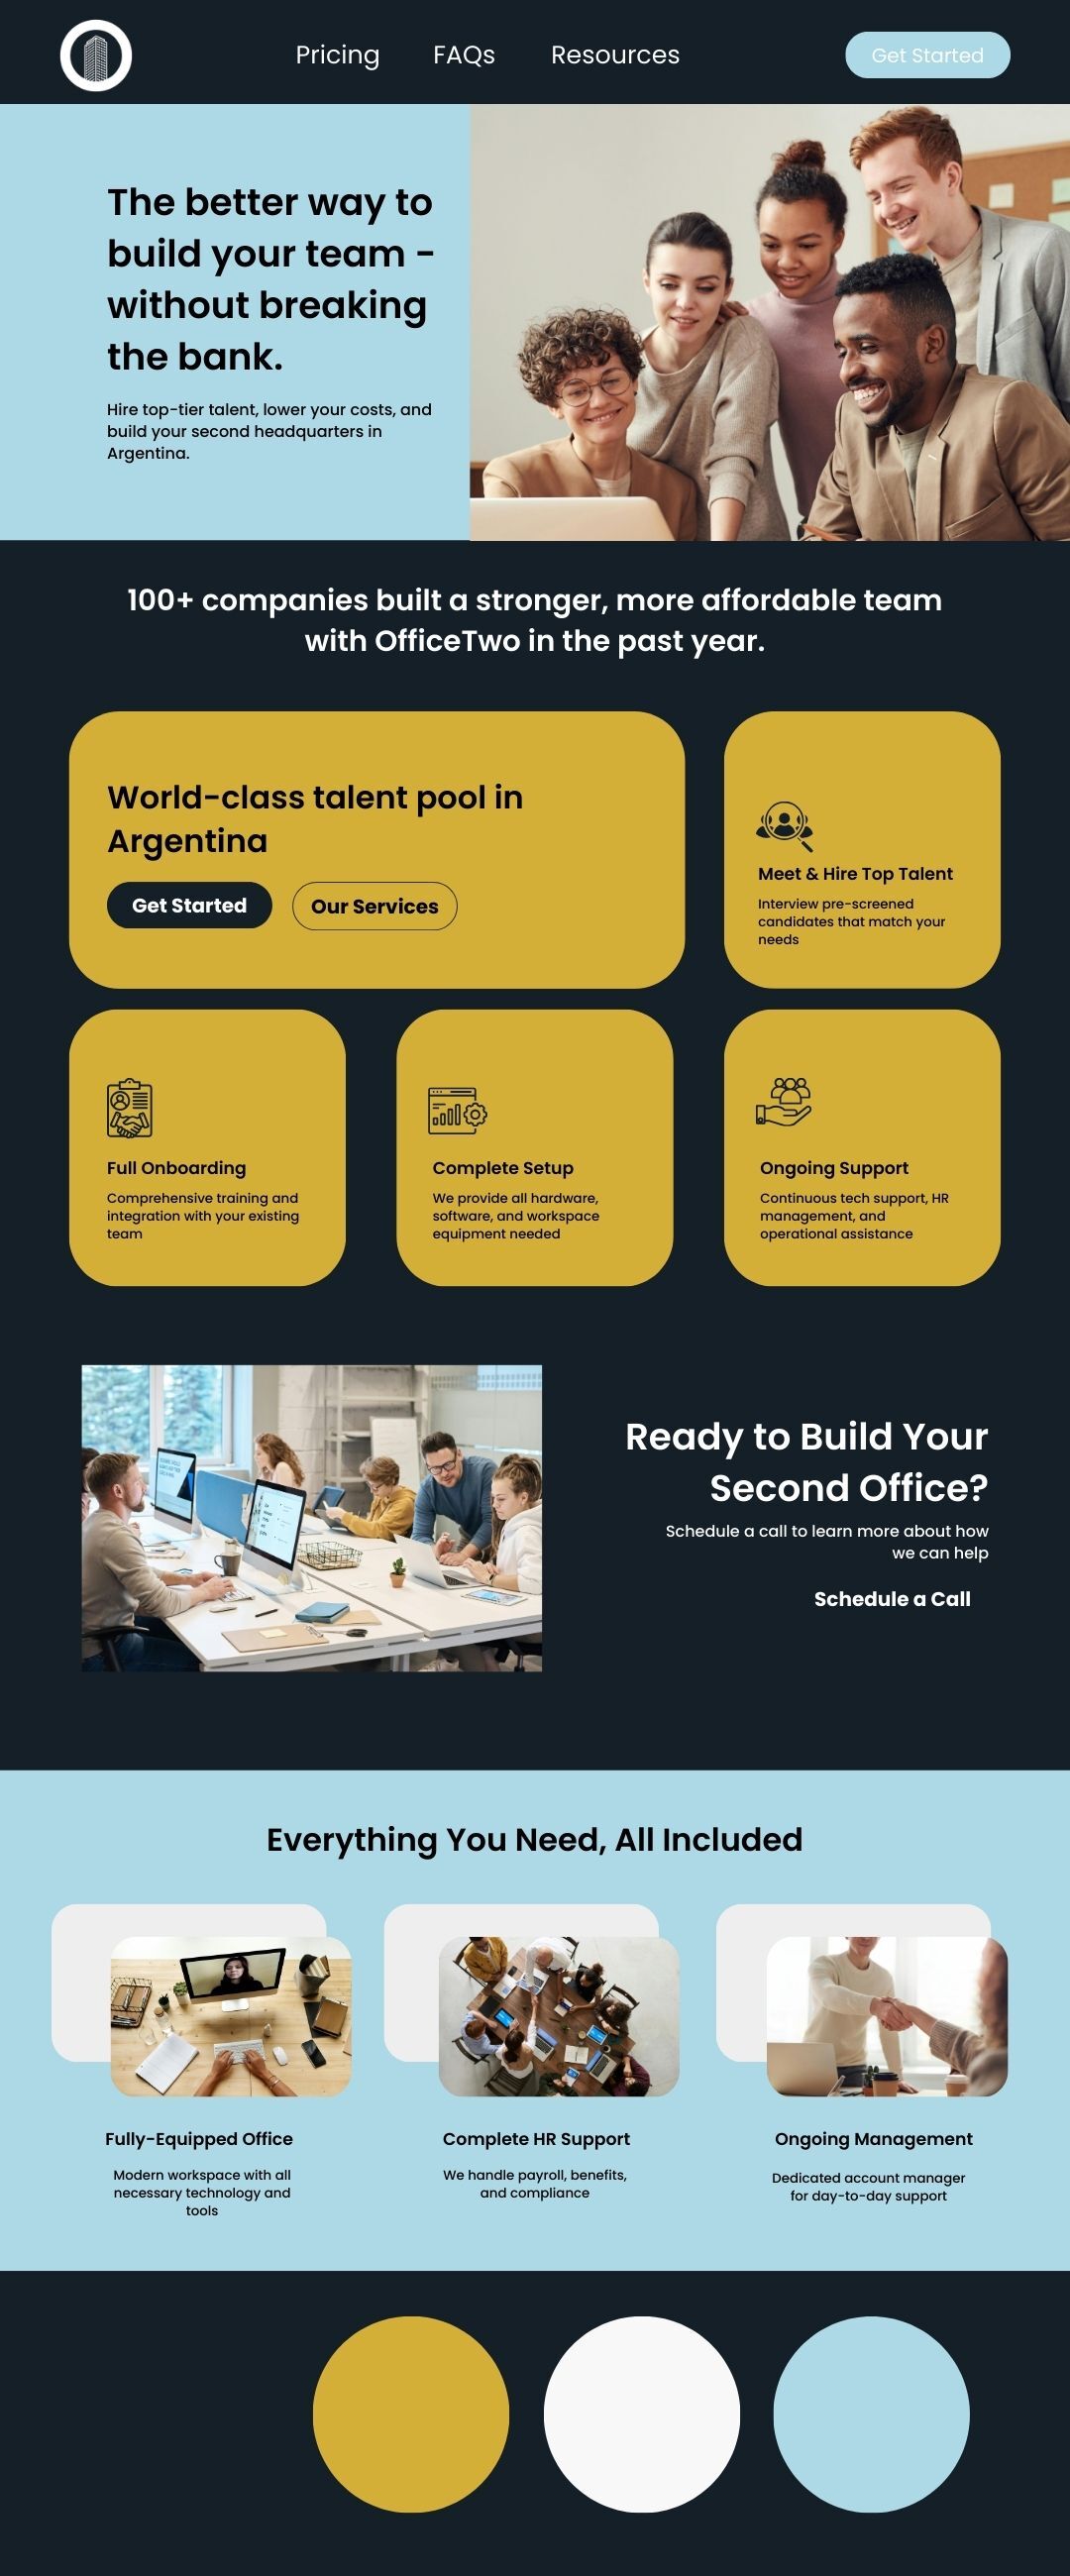 Pricing
FAQs
Resources
Get Started
The better way to
build your team -
without breaking
the bank.
Hire top-tier talent, lower your costs, and
build your second headquarters in
Argentina.
100+ companies built a stronger, more affordable team
with OfficeTwo in the past year.
World-class talent pool in
Argentina
Get Started
Our Services
Meet & Hire Top Talent
Interview pre-screened
candidates that match your
needs
Full Onboarding
Comprehensive training and
integration with your existing
team
Complete Setup
We provide all hardware,
software, and workspace
equipment needed
Ongoing Support
Continuous tech support, HR
management, and
operational assistance
Ready to Build Your
Second Office?
Schedule a call to learn more about how
we can help
Schedule a Call
Everything You Need, All Included
Fully-Equipped Office
Modern workspace with all
necessary technology and
tools
Complete HR Support
We handle payroll, benefits,
and compliance
Ongoing Management
Dedicated account manager
for day-to-day support